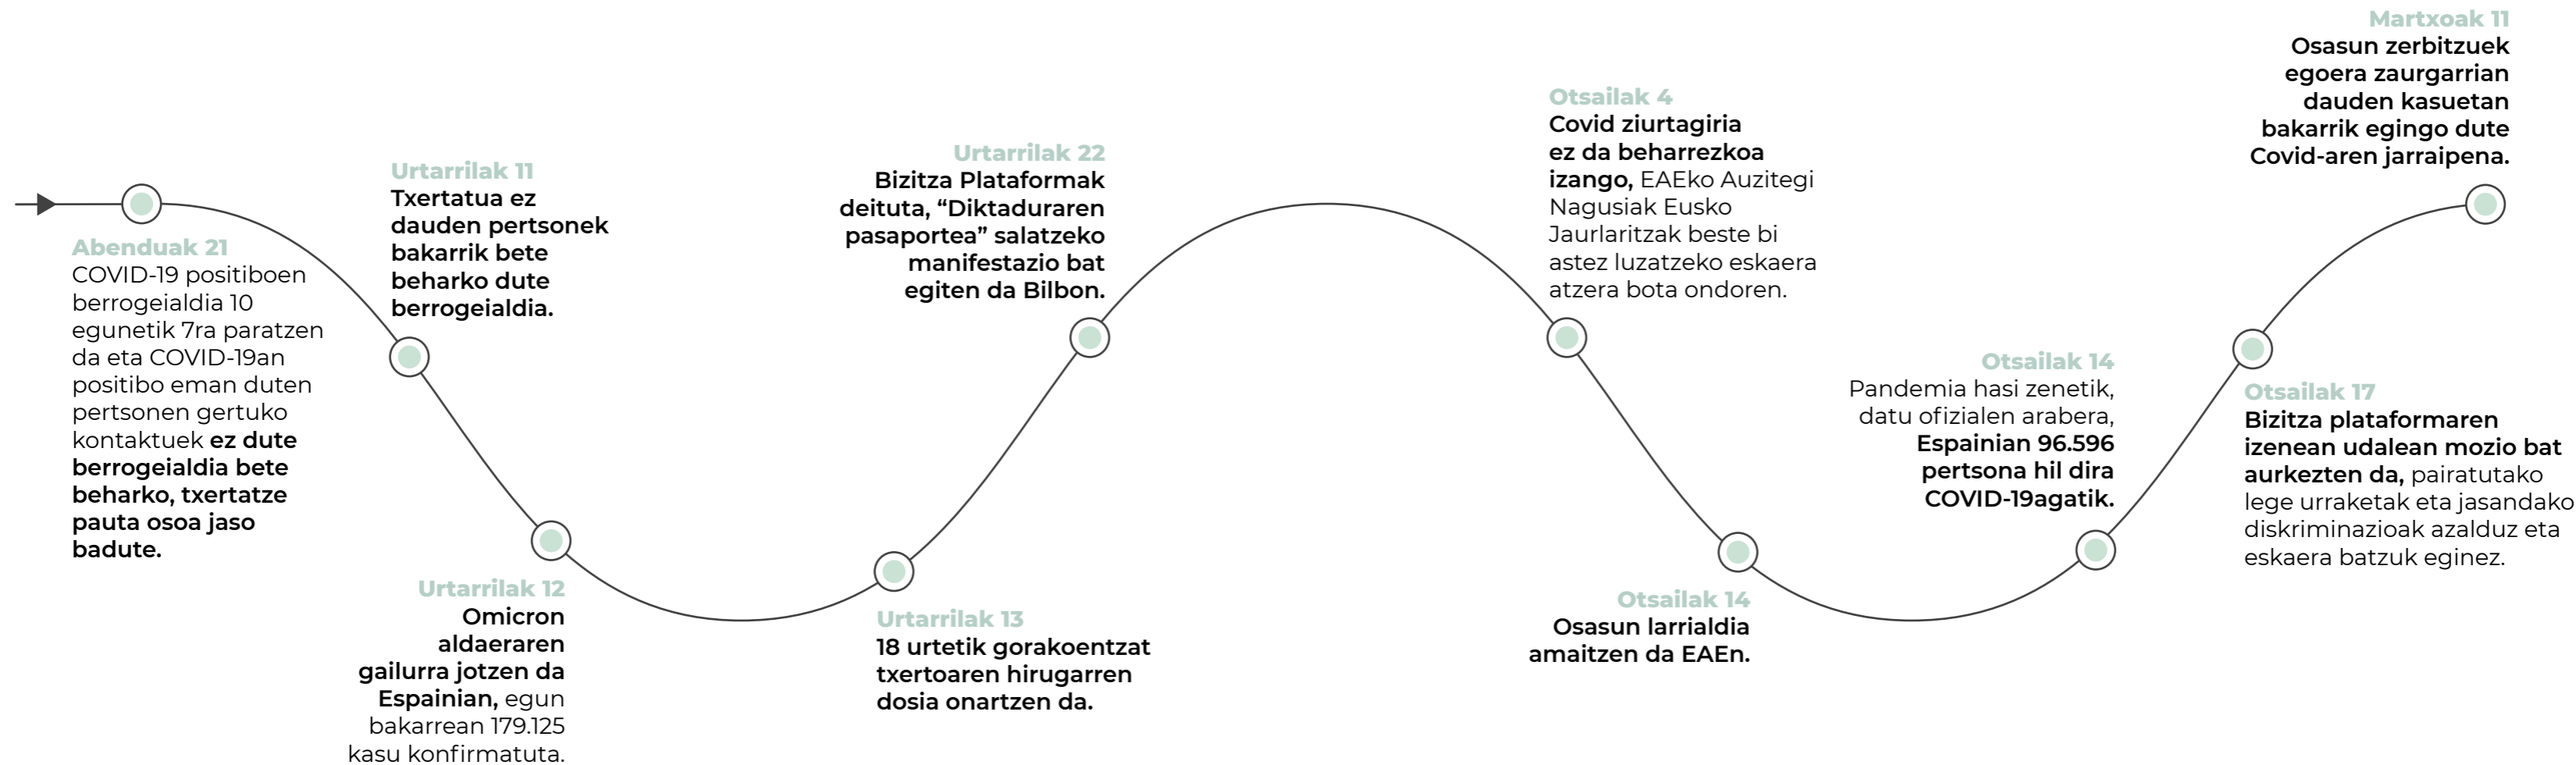 Abenduak 21
COVID-19 positiboen
berrogeialdia 10
egunetik 7ra paratzen
da eta COVID-19an
positibo eman duten
pertsonen gertuko
kontaktuek ez dute
berrogeialdia bete
beharko, txertatze
pauta osoa jaso
badute.
Urtarrilak 11
Txertatua ez
dauden pertsonek
bakarrik bete
beharko dute
berrogeialdia.
Urtarrilak 12
Omicron
aldaeraren
gailurra jotzen da
Espainian, egun
bakarrean 179.125
kasu konfirmatuta.
Urtarrilak 13
18 urtetik gorakoentzat
txertoaren hirugarren
dosia onartzen da.
Urtarrilak 22
Bizitza Plataformak
deituta, “Diktaduraren
pasaportea” salatzeko
manifestazio bat
egiten da Bilbon.
Otsailak 4
Covid ziurtagiria
ez da beharrezkoa
izango, EAEko Auzitegi
Nagusiak Eusko
Jaurlaritzak beste bi
astez luzatzeko eskaera
atzera bota ondoren.
Otsailak 14
Osasun larrialdia
amaitzen da EAEn.
Otsailak 14
Pandemia hasi zenetik,
datu ofizialen arabera,
Espainian 96.596
pertsona hil dira
COVID-19agatik.
Otsailak 17
Bizitza plataformaren
izenean udalean mozio bat
aurkezten da, pairatutako
lege urraketak eta jasandako
diskriminazioak azalduz eta
eskaera batzuk eginez.
Martxoak 11
Osasun zerbitzuek
egoera zaurgarrian
dauden kasuetan
bakarrik egingo dute
Covid-aren jarraipena.